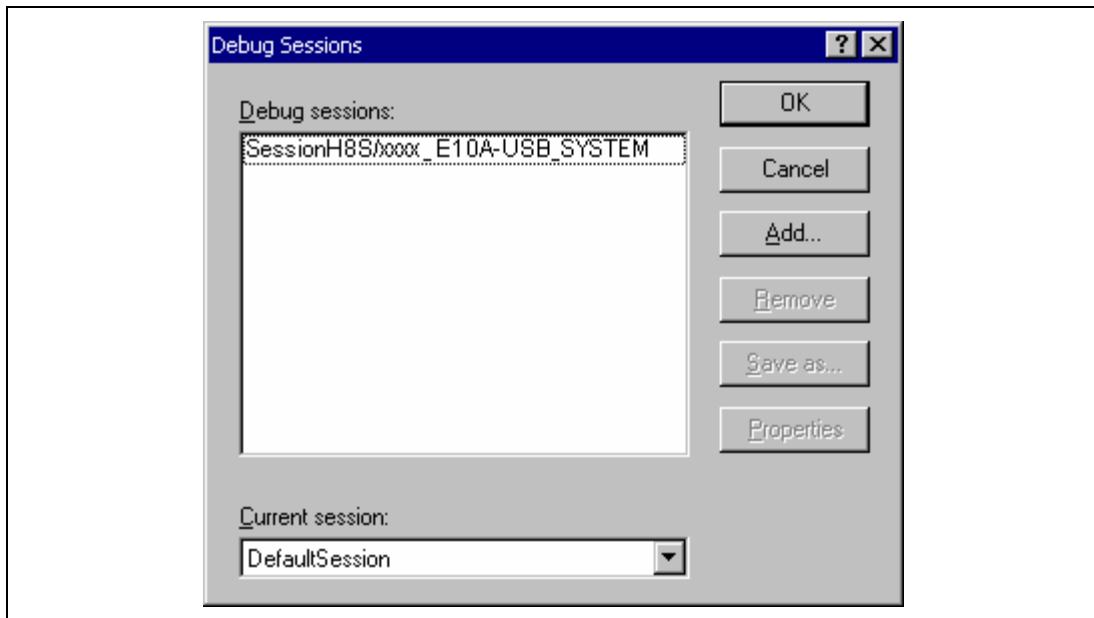 Debug Sessions
Debug sessions:
SessionH8S/xxxx_E10A-USB_SYSTEM
OK
Cancel
Add...
Remove
Save as...
Properties
Current session:
DefaultSession